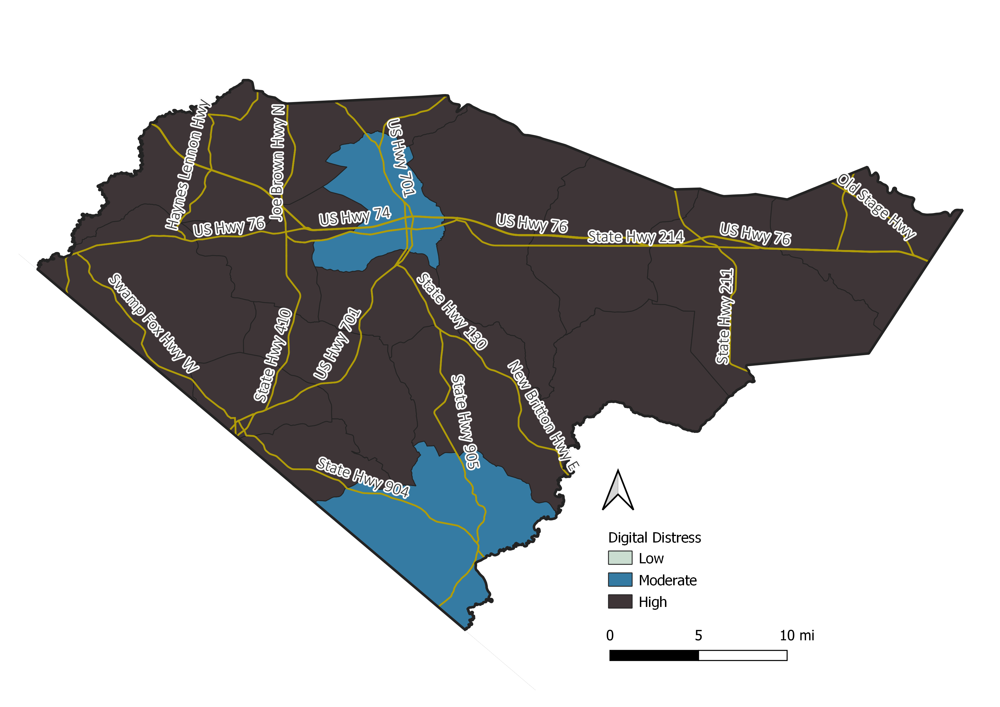 Haynes Lennon Hwy
Joe Brown Hwy N
US Hwy 701
Old Stage Hwy
US Hwy 76
US Hwy 74
US Hwy 76
State Hwy 214
US Hwy 76
Swamp Fox Hwy W
State Hwy 410
US Hwy 701
State Hwy 130
State Hwy 211
New Britton Hwy E
State Hwy 905
State Hwy 904
Digital Distress
Low
Moderate
High
0 5 10 mi